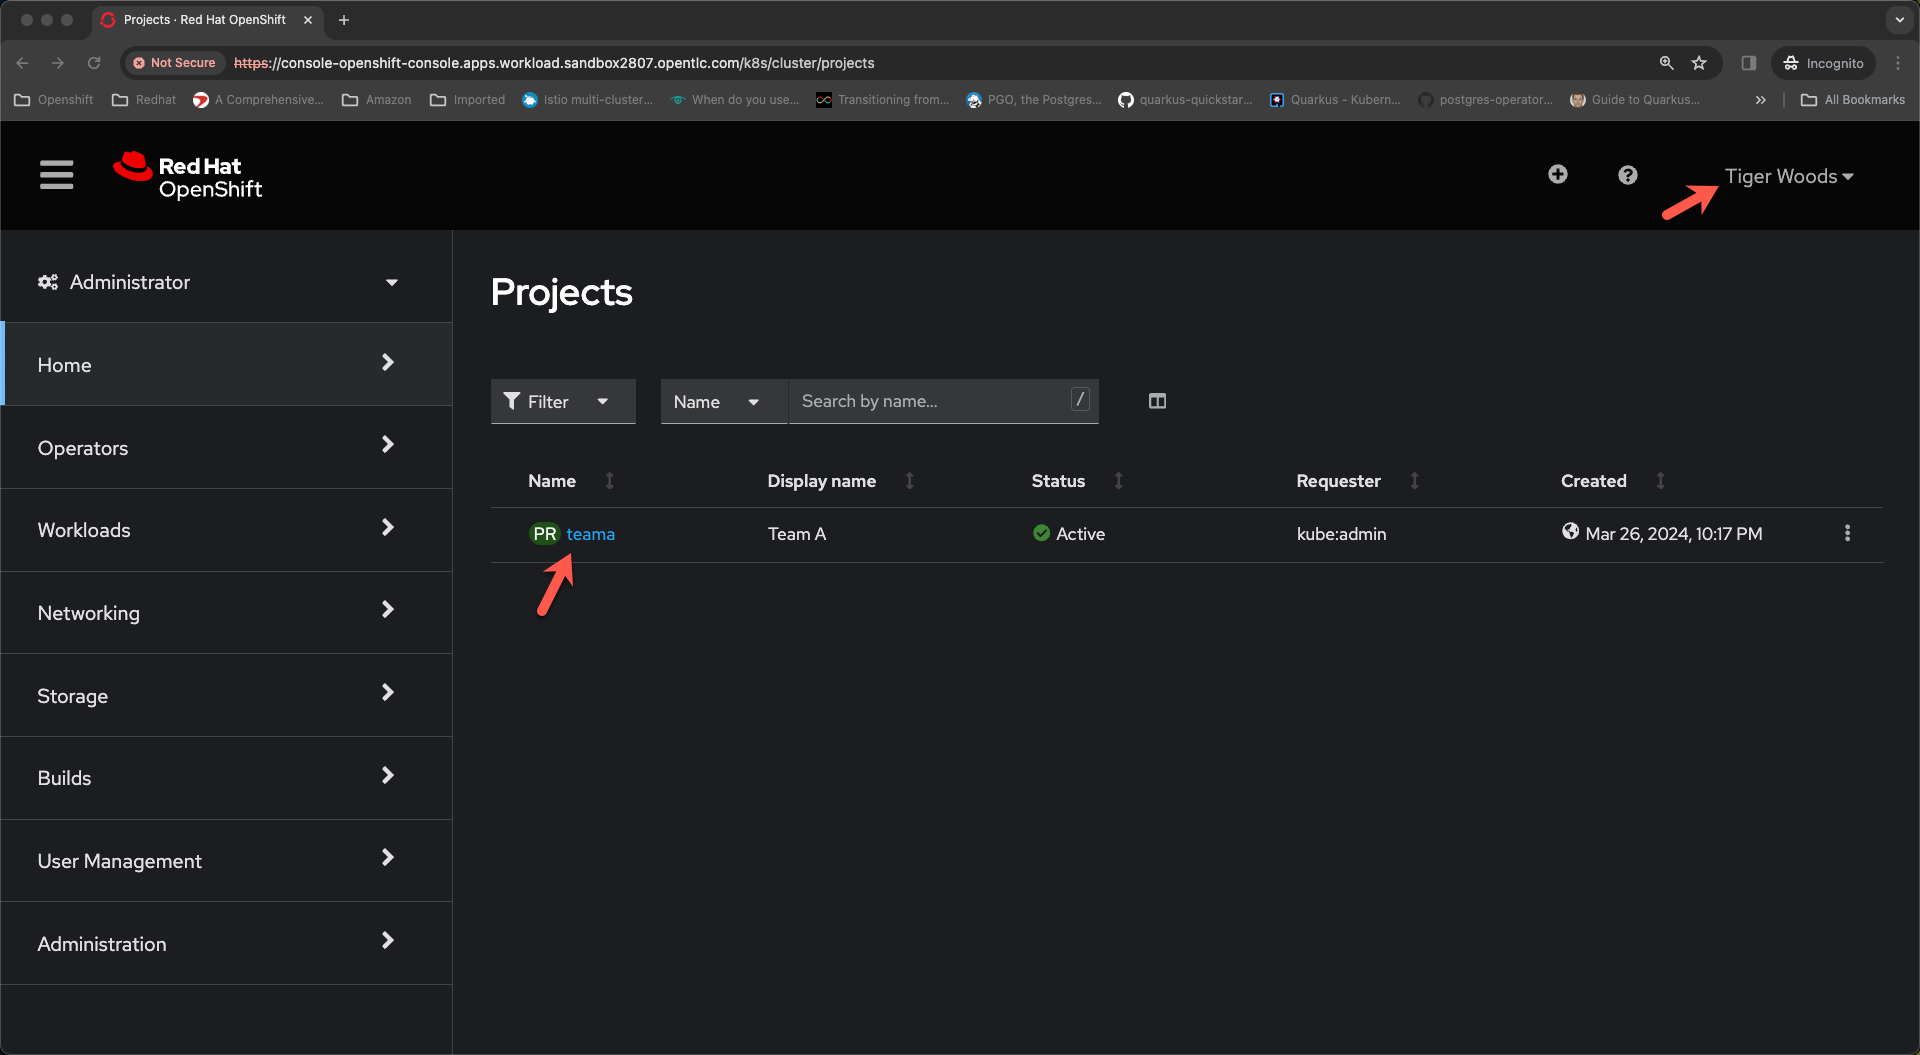 Projects · Red Hat OpenShift
Not Secure https://console-openshift-console.apps.workload.sandbox2807.opentlc.com/k8s/cluster/projects Incognito
Openshift Redhat A Comprehensive... Amazon Imported Istio multi-cluster... When do you use... Transitioning from... PGO, the Postgres... quarkus-quickstar... Quarkus - Kubern... postgres-operator... Guide to Quarkus... » All Bookmarks
Red Hat
OpenShift
Tiger Woods
Administrator
Home
Operators
Workloads
Networking
Storage
Builds
User Management
Administration
Projects
Filter Name Search by name... /
Name Display name Status Requester Created
PR teama Team A Active kube:admin Mar 26, 2024, 10:17 PM